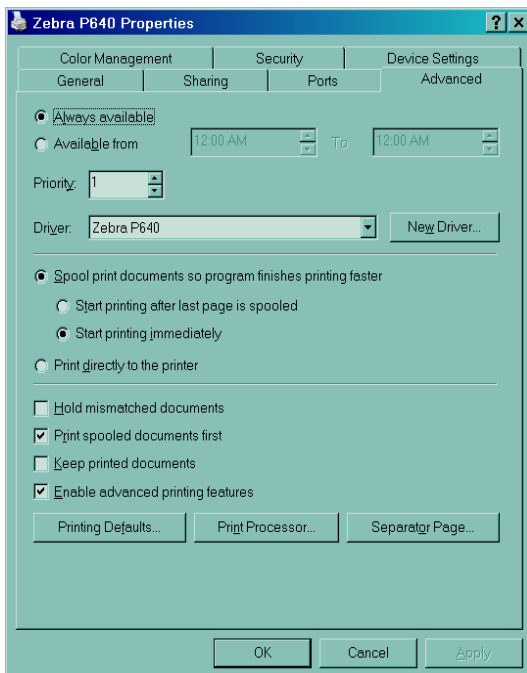 Zebra P640 Properties
Color Management Security Device Settings
General Sharing Ports Advanced
Always available
Available from 12:00 AM To 12:00 AM
Priority: 1
Driver: Zebra P640 New Driver...
Spool print documents so program finishes printing faster
Start printing after last page is spooled
Start printing immediately
Print directly to the printer
Hold mismatched documents
Print spooled documents first
Keep printed documents
Enable advanced printing features
Printing Defaults... Print Processor... Separator Page...
OK Cancel Apply